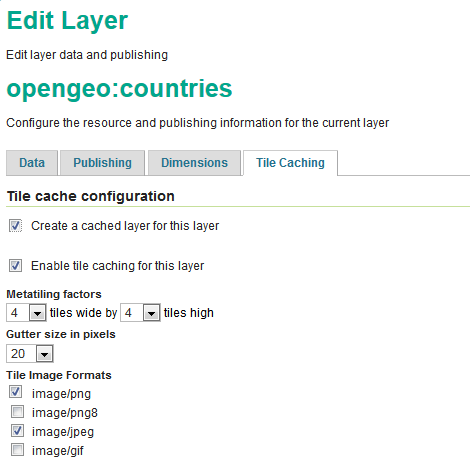 Edit Layer
Edit layer data and publishing
opengeo:countries
Configure the resource and publishing information for the current layer
Data Publishing Dimensions Tile Caching
Tile cache configuration
Create a cached layer for this layer
Enable tile caching for this layer
Metatiling factors
4 tiles wide by 4 tiles high
Gutter size in pixels
20
Tile Image Formats
image/png
image/png8
image/jpeg
image/gif